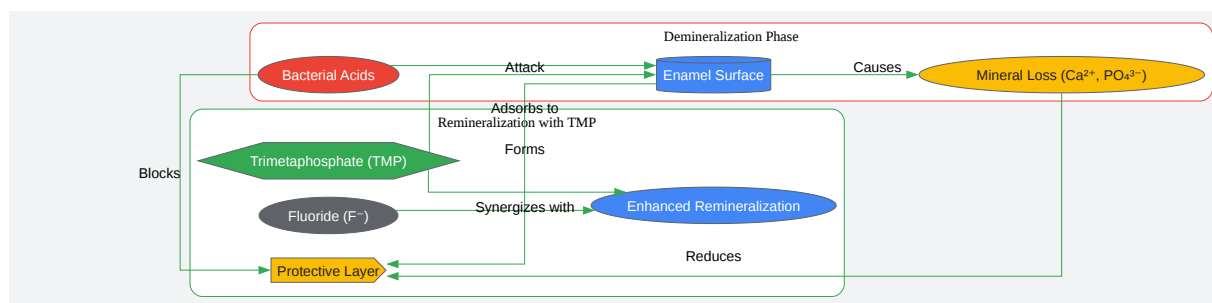 Demineralization Phase
Bacterial Acids
Attack
Enamel Surface
Causes
Mineral Loss (Ca²⁺, PO₄³⁻)
Adsorbs to
Remineralization with TMP
Forms
Trimetaphosphate (TMP)
Blocks
Fluoride (F⁻)
Synergizes with
Enhanced Remineralization
Reduces
Protective Layer